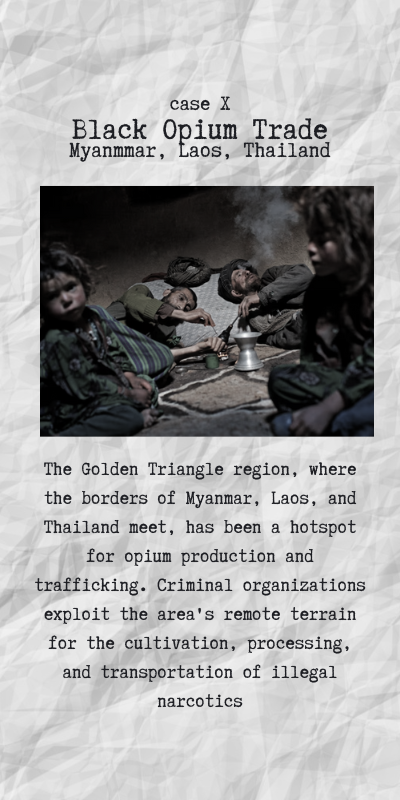 case X
Black Opium Trade
Myanmmar, Laos, Thailand
The Golden Triangle region, where
the borders of Myanmar, Laos, and
Thailand meet, has been a hotspot
for opium production and
trafficking. Criminal organizations
exploit the area's remote terrain
for the cultivation, processing,
and transportation of illegal
narcotics